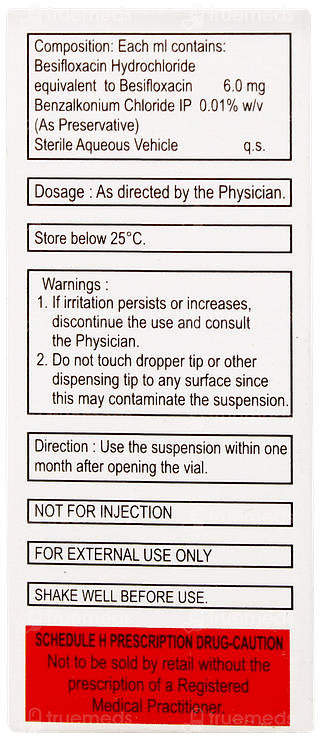 truemeds
Composition: Each ml contains:
Besifloxacin Hydrochloride
equivalent to Besifloxacin 6.0 mg
Benzalkonium Chloride IP 0.01% w/v
(As Preservative)
Sterile Aqueous Vehicle q.s.
Dosage : As directed by the Physician.
Store below 25°C.
Warnings :
1. If irritation persists or increases,
discontinue the use and consult
the Physician.
2. Do not touch dropper tip or other
dispensing tip to any surface since
this may contaminate the suspension.
Direction : Use the suspension within one
month after opening the vial.
NOT FOR INJECTION
FOR EXTERNAL USE ONLY
SHAKE WELL BEFORE USE.
SCHEDULE H PRESCRIPTION DRUG-CAUTION
Not to be sold by retail without the
prescription of a Registered
Medical Practitioner.
truemeds truemeds